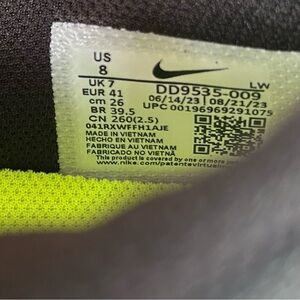 US
8
UK 7
EUR 41
cm 26
BR 39,5
CN 260(2.5)
LW
DD9535-009
06/14/23 08/21/23
UPC 00196969291075
041RXWFFH1AJE
MADE IN VIETNAM
HECHO EN VIETNAM
FABRIQUE AU VIETNAM
FABRICADO NO VIETNÃ
This product is covered by one or more
www.nike.com/patents